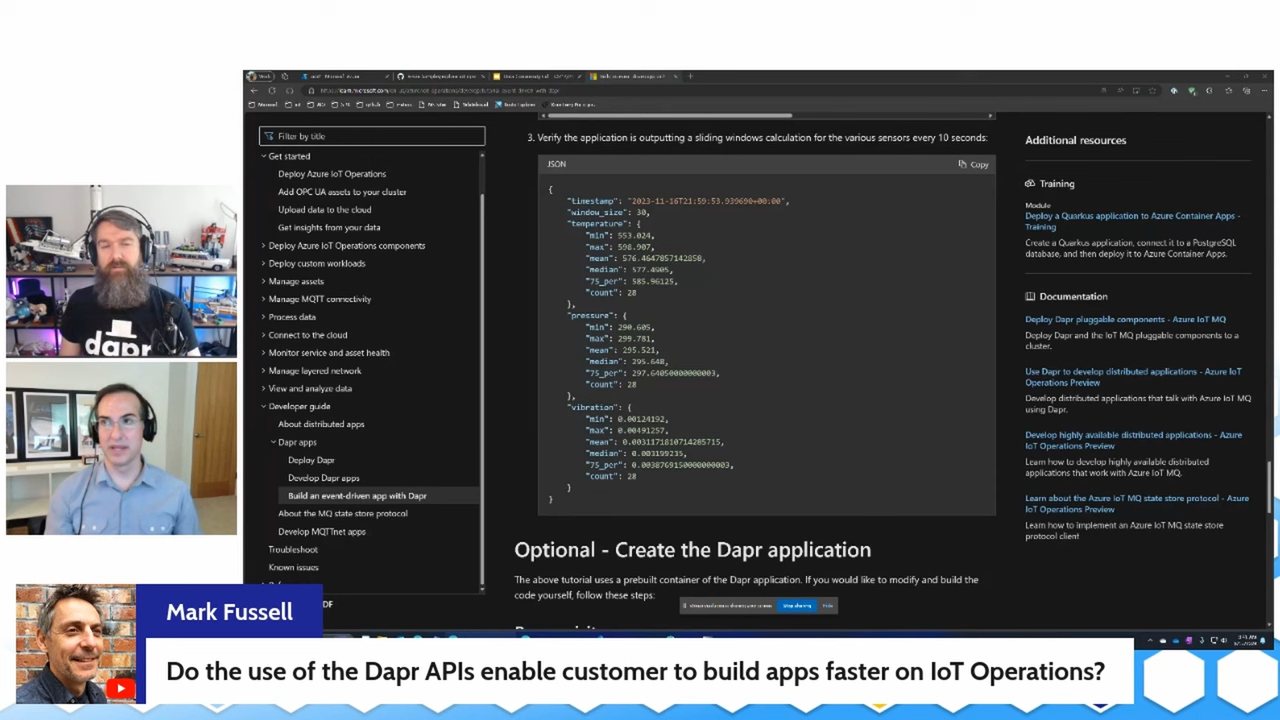 Filter by title
Get started
Deploy Azure IoT Operations
Add OPC UA assets to your cluster
Upload data to the cloud
Get insights from your data
Deploy Azure IoT Operations components
Deploy custom workloads
Manage assets
Manage MQTT connectivity
Process data
Connect to the cloud
Monitor service and asset health
Manage layered network
View and analyze data
Developer guide
About distributed apps
Dapr apps
Deploy Dapr
Develop Dapr apps
Build an event-driven app with Dapr
About the MQ state store protocol
Develop MQTTnet apps
Troubleshoot
Known issues
3. Verify the application is outputting a sliding windows calculation for the various sensors every 10 seconds:
JSON
Copy
{
"timestamp": "2023-11-16T21:59:53.939690+00:00",
"window_size": 30,
"temperature": {
"min": 553.024,
"max": 598.907,
"mean": 576.4647857142858,
"median": 577.4905,
"75_per": 585.96125,
"count": 28
},
"pressure": {
"min": 290.605,
"max": 299.781,
"mean": 295.521,
"median": 295.648,
"75_per": 297.64050000000003,
"count": 28
},
"vibration": {
"min": 0.00124192,
"max": 0.00491257,
"mean": 0.0031171810714285715,
"median": 0.003199235,
"75_per": 0.0038769150000000003,
"count": 28
}
}
Optional - Create the Dapr application
The above tutorial uses a prebuilt container of the Dapr application. If you would like to modify and build the
code yourself, follow these steps:
Stop sharing
Hide
Additional resources
Training
Module
Deploy a Quarkus application to Azure Container Apps -
Training
Create a Quarkus application, connect it to a PostgreSQL
database, and then deploy it to Azure Container Apps.
Documentation
Deploy Dapr pluggable components - Azure IoT MQ
Deploy Dapr and the IoT MQ pluggable components to a
cluster.
Use Dapr to develop distributed applications - Azure IoT
Operations Preview
Develop distributed applications that talk with Azure IoT MQ
using Dapr.
Develop highly available distributed applications - Azure
IoT Operations Preview
Learn how to develop highly available distributed
applications that work with Azure IoT MQ.
Learn about the Azure IoT MQ state store protocol - Azure
IoT Operations Preview
Learn how to implement an Azure IoT MQ state store
protocol client
dapr
DF
Mark Fussell
Do the use of the Dapr APIs enable customer to build apps faster on IoT Operations?